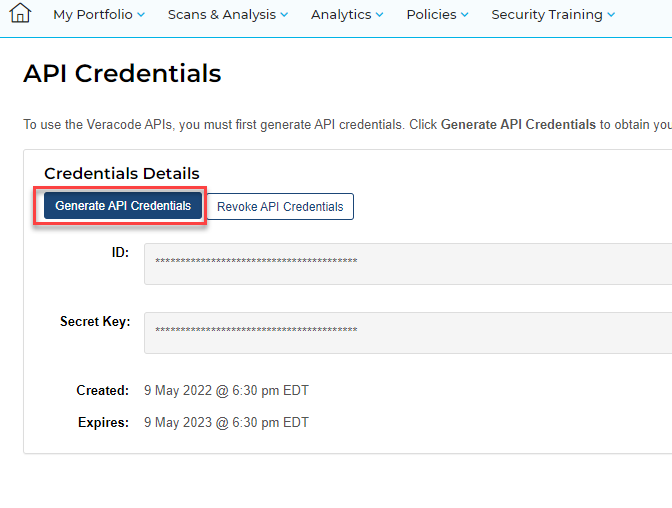 My Portfolio Scans & Analysis Analytics Policies Security Training
API Credentials
To use the Veracode APIs, you must first generate API credentials. Click Generate API Credentials to obtain you
Credentials Details
Generate API Credentials Revoke API Credentials
ID: ****************************************
Secret Key: ****************************************
Created: 9 May 2022 @ 6:30 pm EDT
Expires: 9 May 2023 @ 6:30 pm EDT